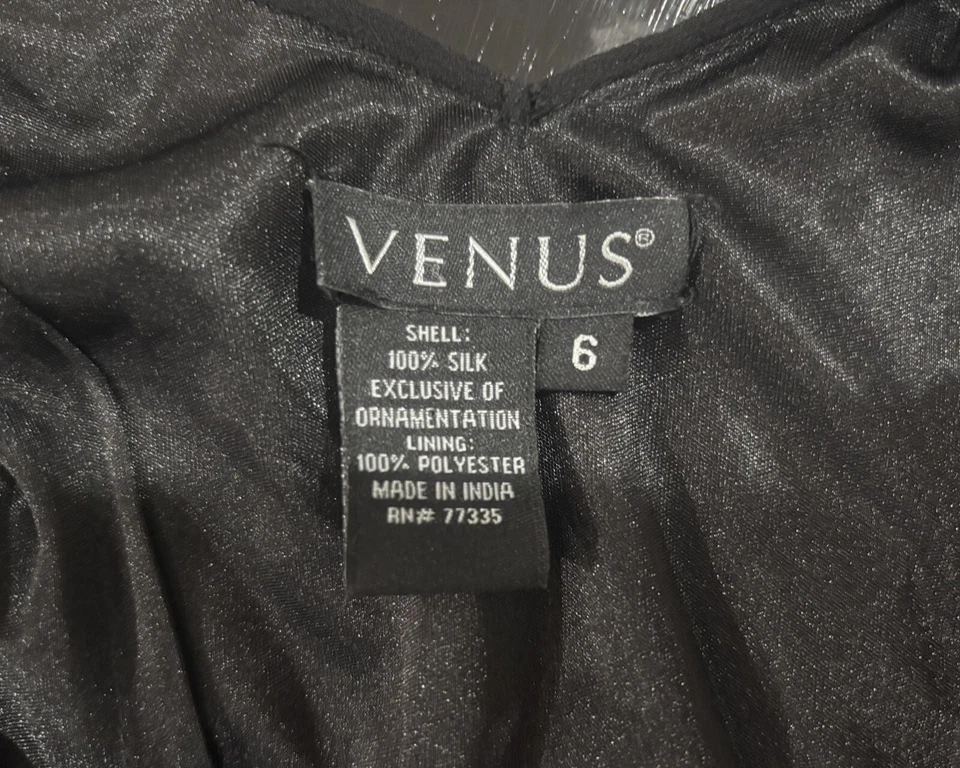 VENUS®
6
SHELL:
100% SILK
EXCLUSIVE OF
ORNAMENTATION
LINING:
100% POLYESTER
MADE IN INDIA
RN# 77335